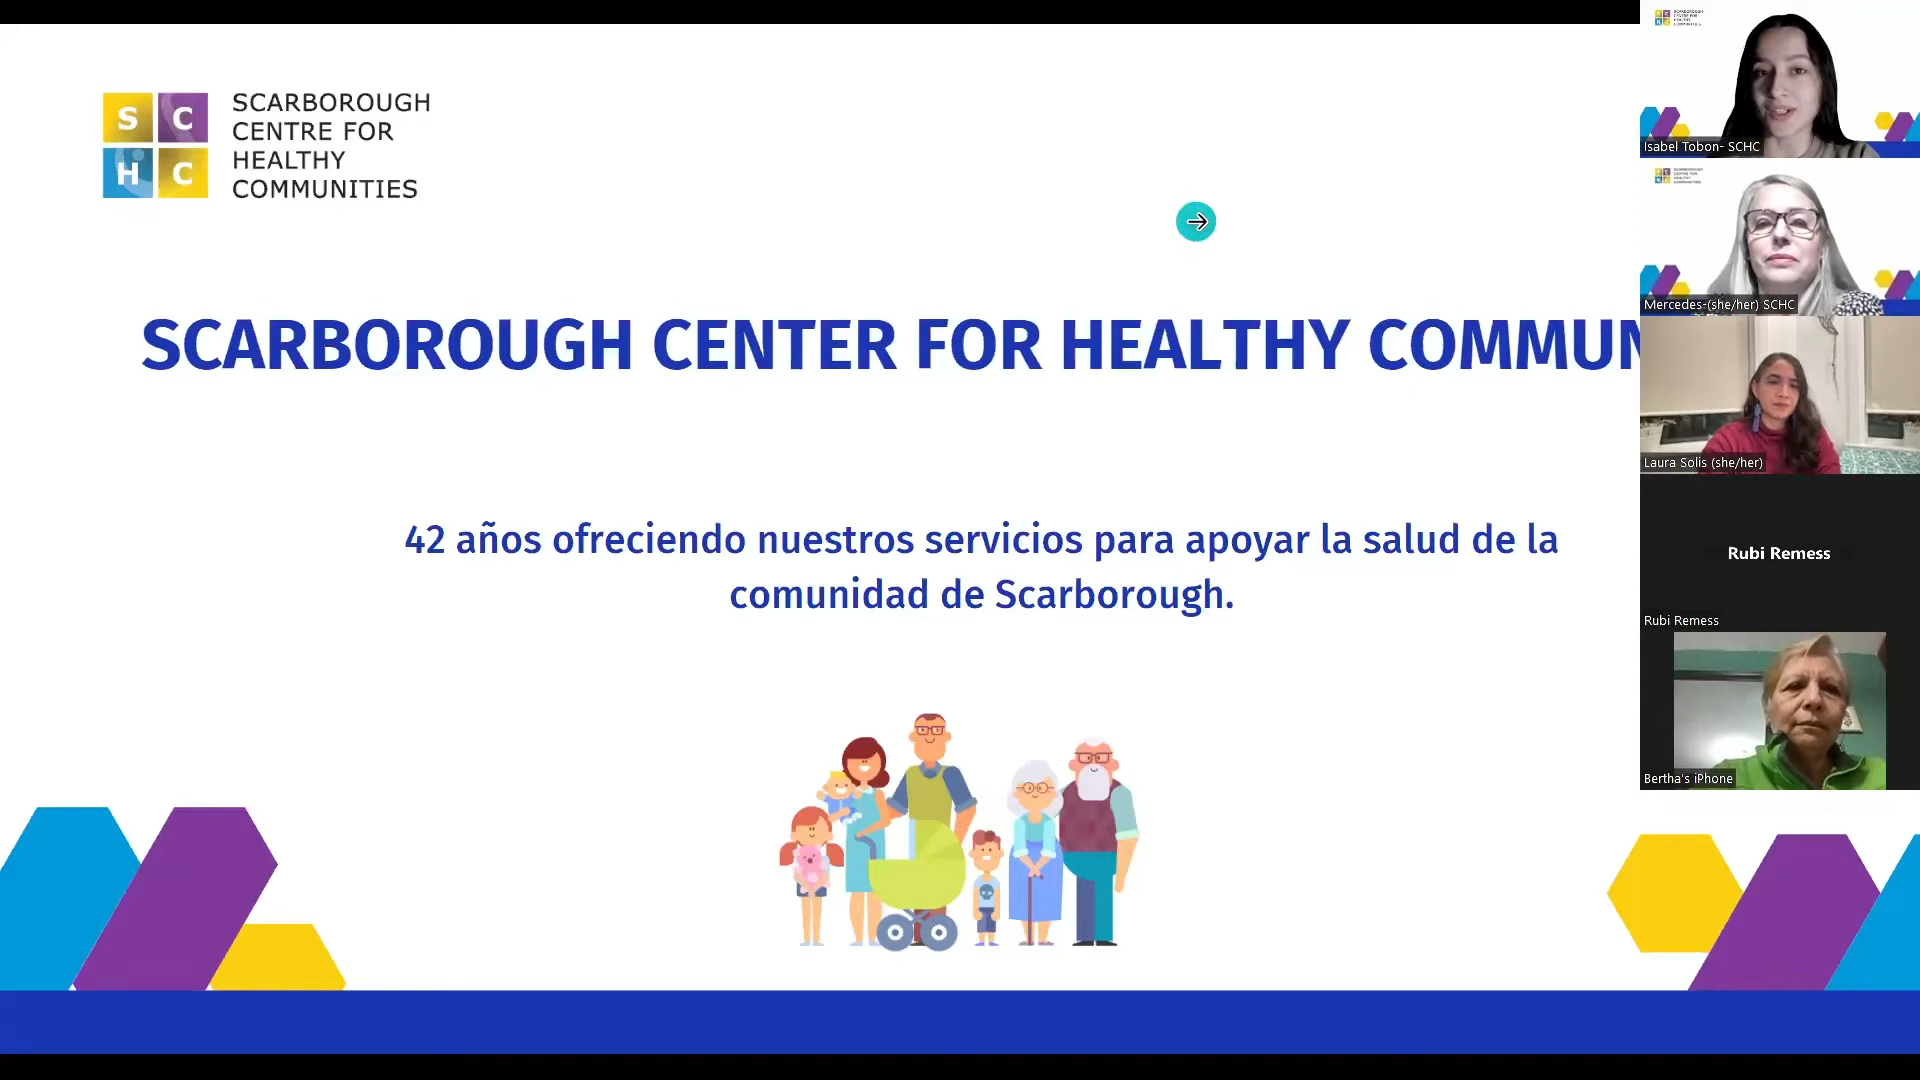 S C
H C
SCARBOROUGH
CENTRE FOR
HEALTHY
COMMUNITIES
SCARBOROUGH CENTER FOR HEALTHY COMMUN
42 años ofreciendo nuestros servicios para apoyar la salud de la
comunidad de Scarborough.
Isabel Tobon- SCHC
Mercedes-(she/her) SCHC
Laura Solis (she/her)
Rubi Remess
Rubi Remess
Bertha's iPhone